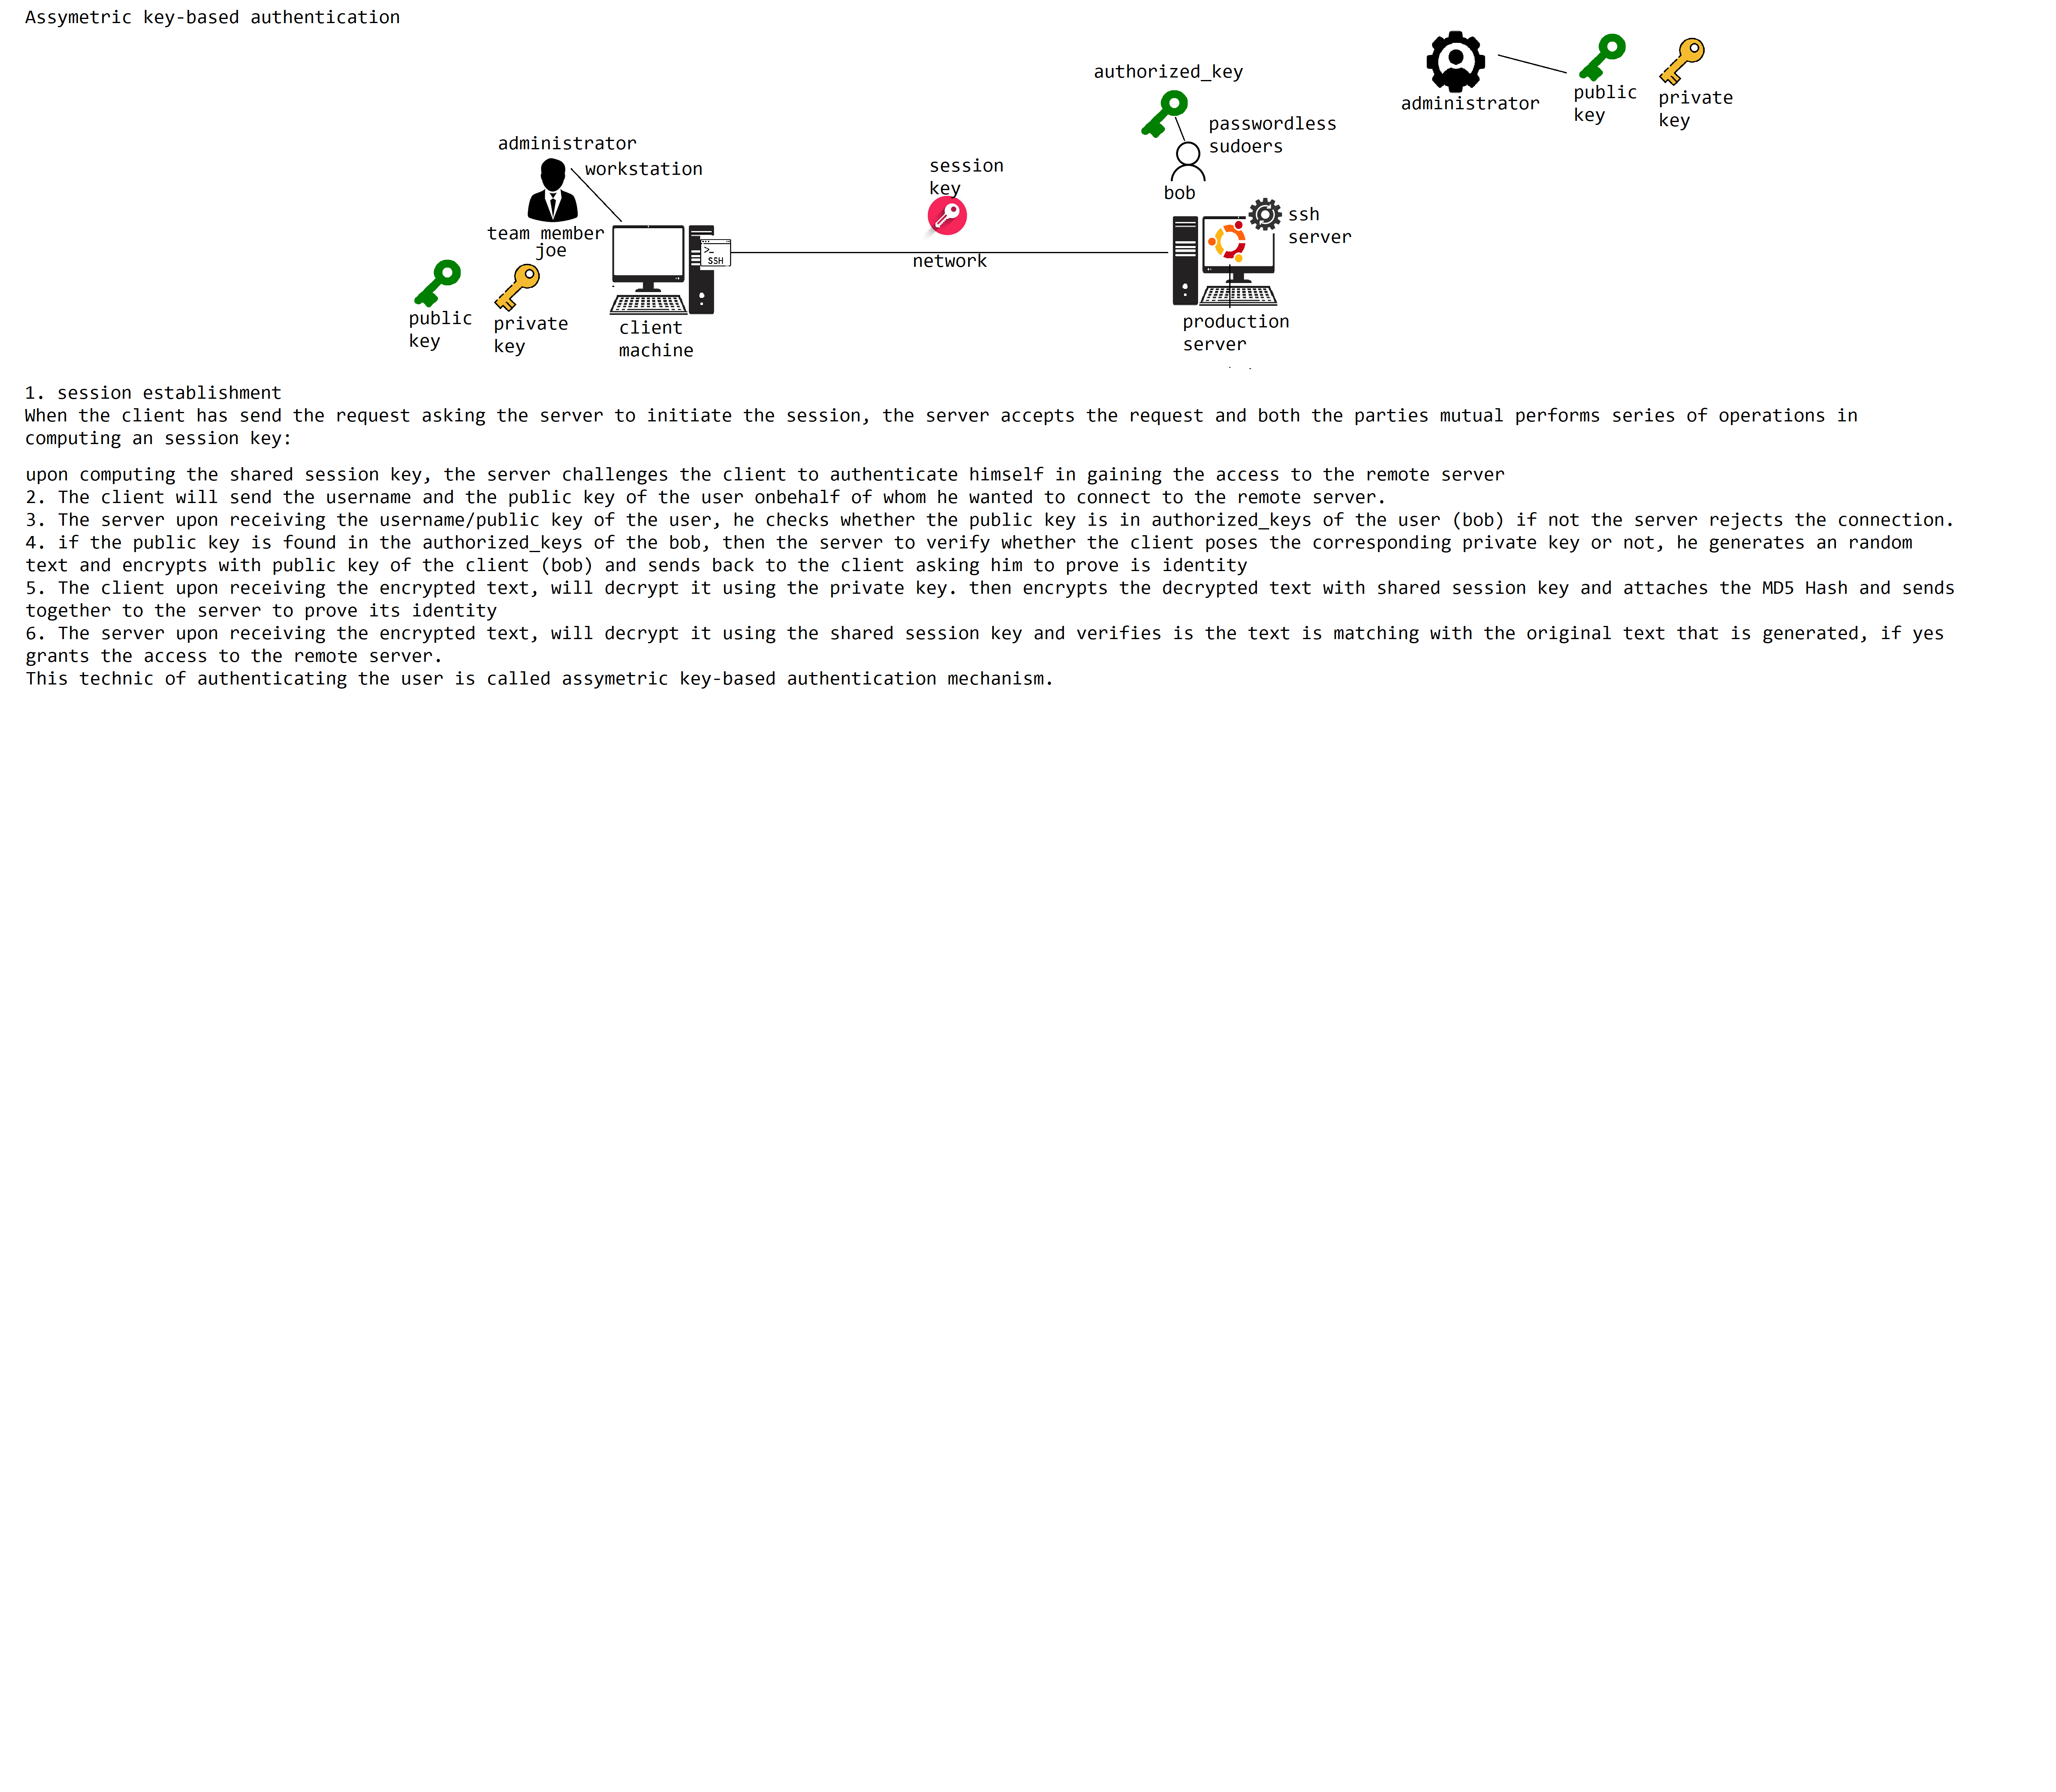 Assymetric key-based authentication
authorized_key
administrator
public
key
private
key
passwordless
sudoers
bob
administrator
workstation
team member
joe
public
key
private
key
>_
SSH
client
machine
session
key
network
ssh
server
production
server
1. session establishment
When the client has send the request asking the server to initiate the session, the server accepts the request and both the parties mutual performs series of operations in
computing an session key:
upon computing the shared session key, the server challenges the client to authenticate himself in gaining the access to the remote server
2. The client will send the username and the public key of the user onbehalf of whom he wanted to connect to the remote server.
3. The server upon receiving the username/public key of the user, he checks whether the public key is in authorized_keys of the user (bob) if not the server rejects the connection.
4. if the public key is found in the authorized_keys of the bob, then the server to verify whether the client poses the corresponding private key or not, he generates an random
text and encrypts with public key of the client (bob) and sends back to the client asking him to prove is identity
5. The client upon receiving the encrypted text, will decrypt it using the private key. then encrypts the decrypted text with shared session key and attaches the MD5 Hash and sends
together to the server to prove its identity
6. The server upon receiving the encrypted text, will decrypt it using the shared session key and verifies is the text is matching with the original text that is generated, if yes
grants the access to the remote server.
This technic of authenticating the user is called assymetric key-based authentication mechanism.